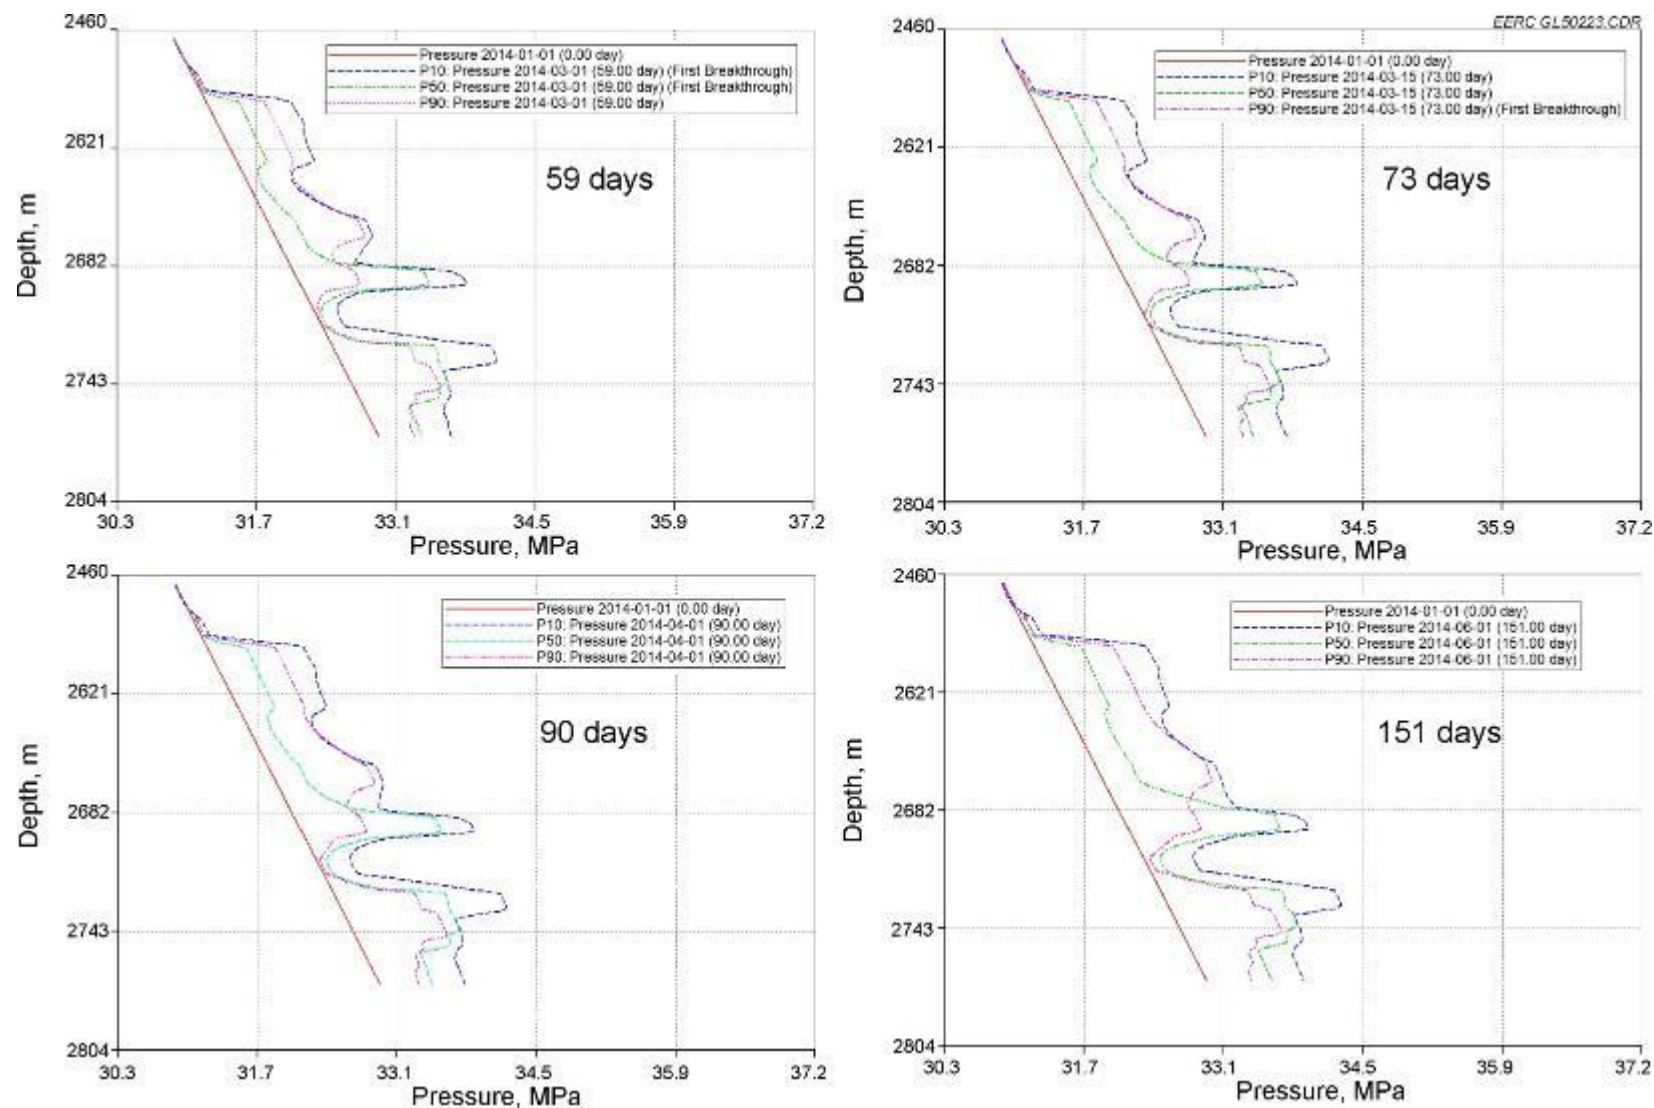 EERC GL50223.CDR
2460
Pressure 2014-01-01 (0.00 day)
P10: Pressure 2014-03-01 (59.00 day) (First Breakthrough)
P50: Pressure 2014-03-01 (59.00 day) (First Breakthrough)
P90: Pressure 2014-03-01 (59.00 day)
2621
59 days
Depth, m
2682
2743
2804
30.3 31.7 33.1 34.5 35.9 37.2
Pressure, MPa
2460
Pressure 2014-01-01 (0.00 day)
P10: Pressure 2014-03-15 (73.00 day)
P50: Pressure 2014-03-15 (73.00 day)
P90: Pressure 2014-03-15 (73.00 day) (First Breakthrough)
2621
73 days
Depth, m
2682
2743
2804
30.3 31.7 33.1 34.5 35.9 37.2
Pressure, MPa
2460
Pressure 2014-01-01 (0.00 day)
P10: Pressure 2014-04-01 (90.00 day)
P50: Pressure 2014-04-01 (90.00 day)
P90: Pressure 2014-04-01 (90.00 day)
2621
90 days
Depth, m
2682
2743
2804
30.3 31.7 33.1 34.5 35.9 37.2
Pressure, MPa
2460
Pressure 2014-01-01 (0.00 day)
P10: Pressure 2014-06-01 (151.00 day)
P50: Pressure 2014-06-01 (151.00 day)
P90: Pressure 2014-06-01 (151.00 day)
2621
151 days
Depth, m
2682
2743
2804
30.3 31.7 33.1 34.5 35.9 37.2
Pressure, MPa